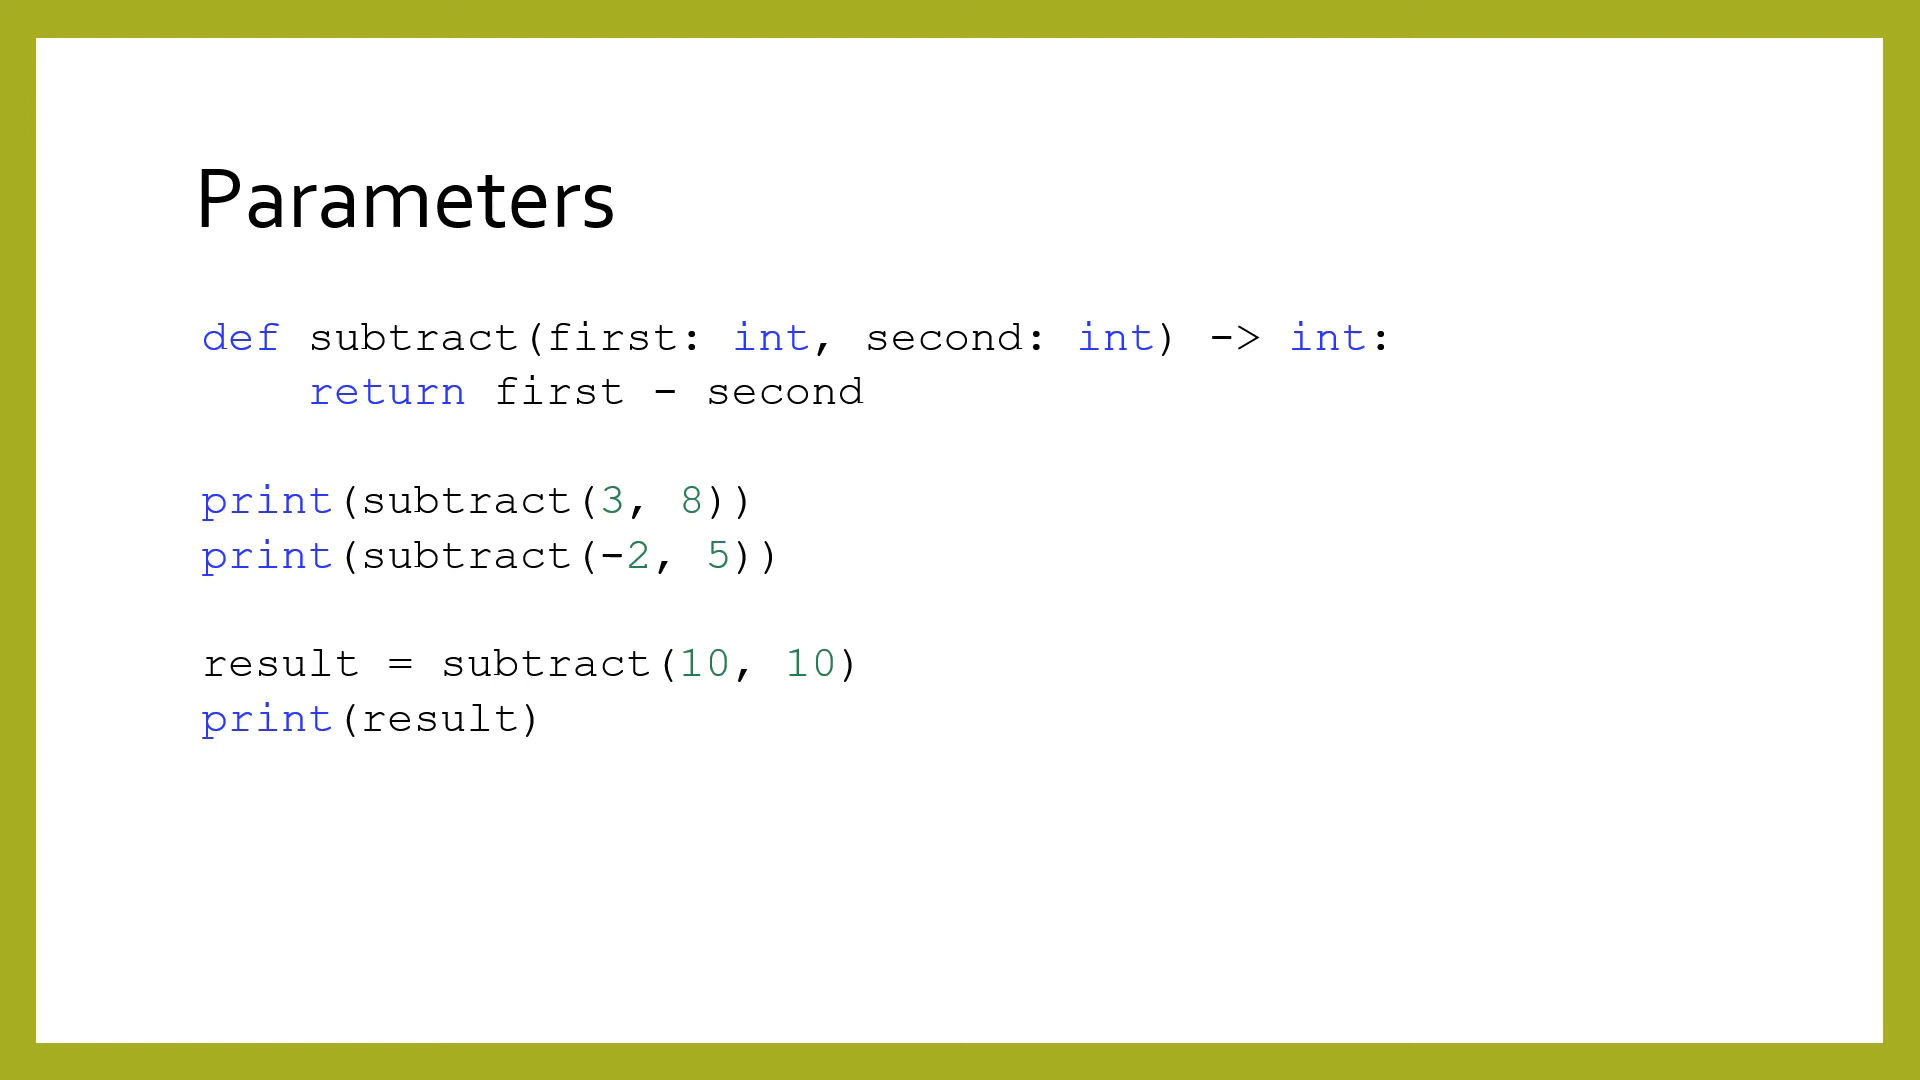 Parameters
def subtract(first: int, second: int) -> int:
    return first - second
print(subtract(3, 8))
print(subtract(-2, 5))
result = subtract(10, 10)
print(result)